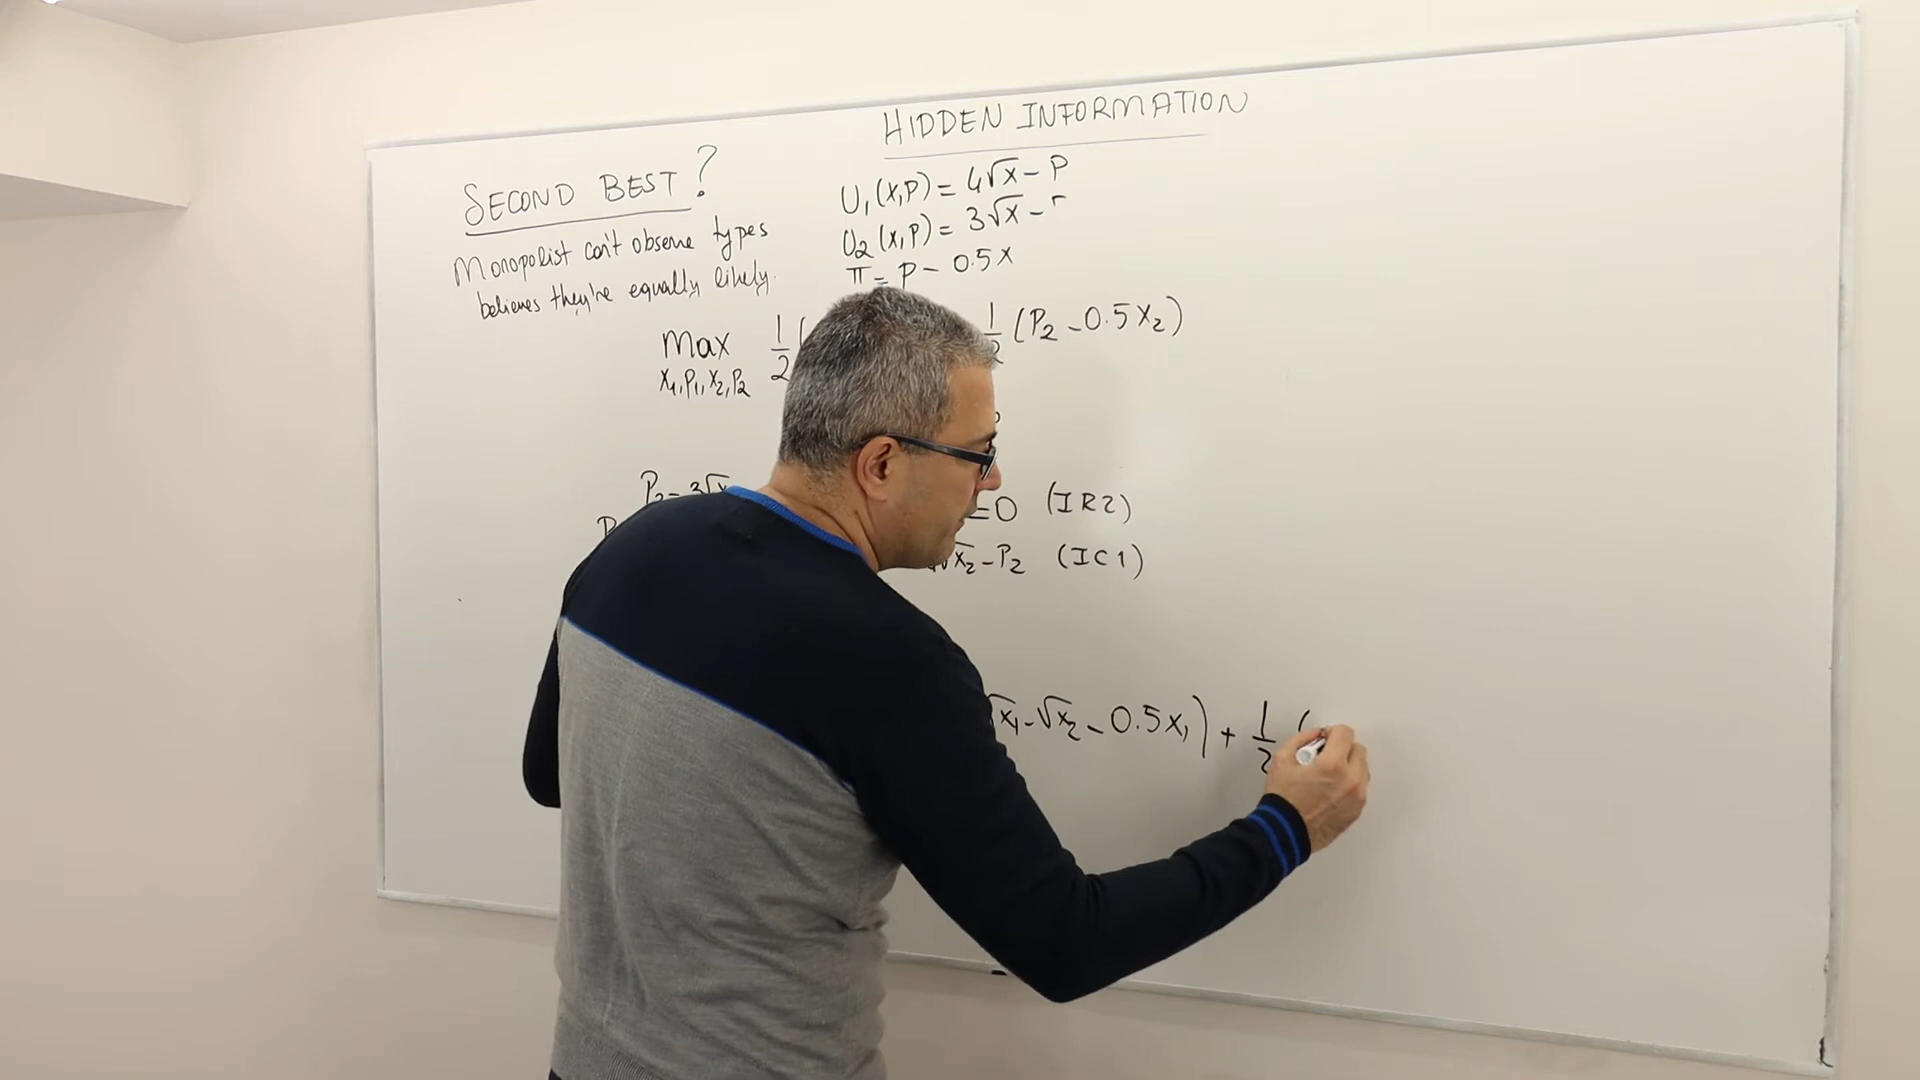 HIDDEN INFORMATION
SECOND BEST?
Monopolist can't observe types
believes they're equally likely.
U₁(x,p) = 4√x - P
U₂(x,p) = 3√x -
π = P - 0.5x
max 1/2 ( 1/2 (P₂ - 0.5x₂)
x₁,P₁,x₂,P₂
P₂ = 3√x =0 (IR2)
P √x₂ - P₂ (IC1)
√x₁ - √x₂ - 0.5x₁) + 1/2 (